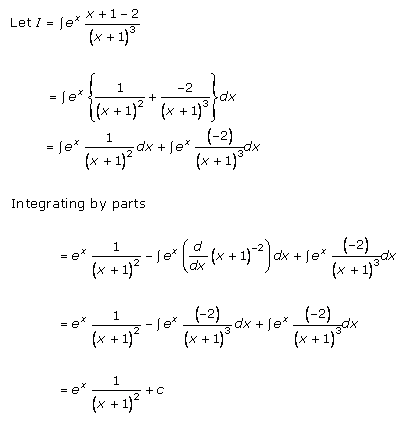 Let I = ∫e^x (x + 1 − 2)/(x + 1)^3
= ∫e^x {1/(x + 1)^2 + −2/(x + 1)^3} dx
= ∫e^x 1/(x + 1)^2 dx + ∫e^x (−2)/(x + 1)^3 dx
Integrating by parts
= e^x 1/(x + 1)^2 − ∫e^x (d/dx (x + 1)^−2) dx + ∫e^x (−2)/(x + 1)^3 dx
= e^x 1/(x + 1)^2 − ∫e^x (−2)/(x + 1)^3 dx + ∫e^x (−2)/(x + 1)^3 dx
= e^x 1/(x + 1)^2 + c